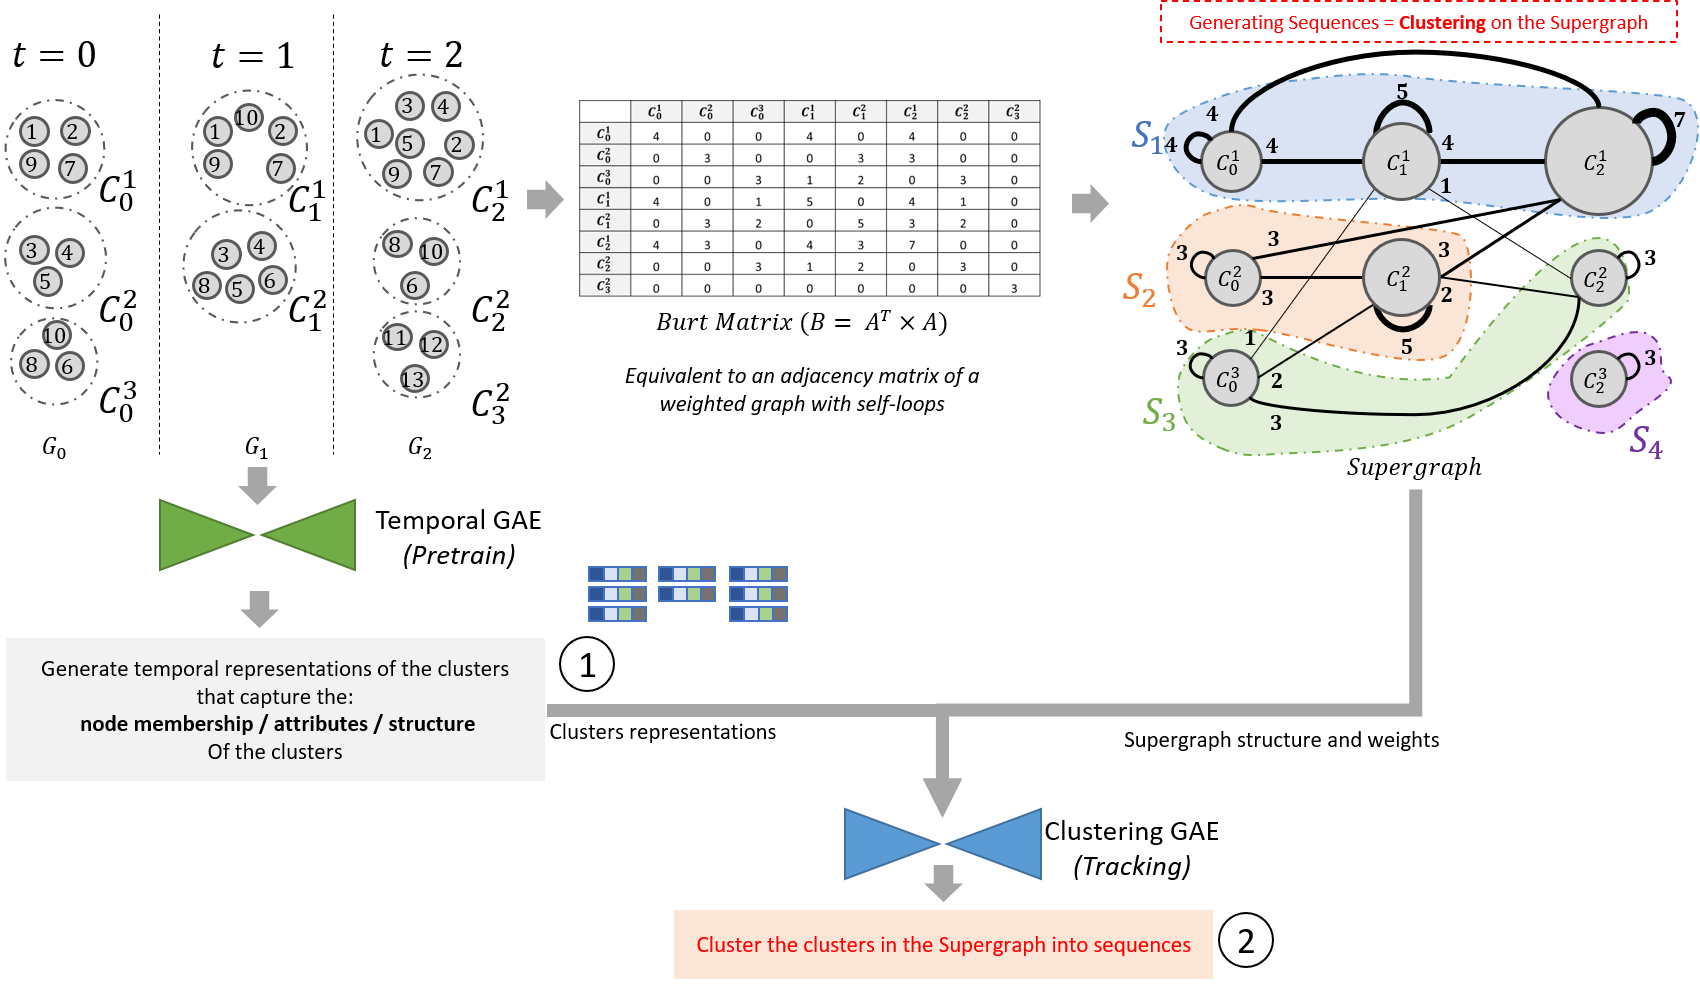 Generating Sequences = Clustering on the Supergraph
t = 0
t = 1
t = 2
1 2
9 7
C_0^1
3 4
5
C_0^2
10
8 6
C_0^3
G_0
10
1 2
9 7
C_1^1
3 4
8 5 6
C_1^2
G_1
3 4
1 5 2
9 7
C_2^1
8 10
6
C_2^2
11 12
13
C_3^2
G_2
C_0^1 C_0^2 C_0^3 C_1^1 C_1^2 C_2^1 C_2^2 C_3^2
C_0^1 4 0 0 4 0 4 0 0
C_0^2 0 3 0 0 3 3 0 0
C_0^3 0 0 3 1 2 0 3 0
C_1^1 4 0 1 5 0 4 1 0
C_1^2 0 3 2 0 5 3 2 0
C_2^1 4 3 0 4 3 7 0 0
C_2^2 0 0 3 1 2 0 3 0
C_3^2 0 0 0 0 0 0 0 3
Burt Matrix (B = A^T × A)
Equivalent to an adjacency matrix of a
weighted graph with self-loops
S_1
4
4
4
C_0^1
5
C_1^1
4
1
C_2^1
7
S_2
3
C_0^2
3
3
C_1^2
3
2
5
C_2^2
3
S_3
3
C_0^3
1
2
3
C_2^3
3
S_4
Supergraph
Temporal GAE
(Pretrain)
Generate temporal representations of the clusters
that capture the:
node membership / attributes / structure
Of the clusters
1
Clusters representations
Supergraph structure and weights
Clustering GAE
(Tracking)
Cluster the clusters in the Supergraph into sequences
2